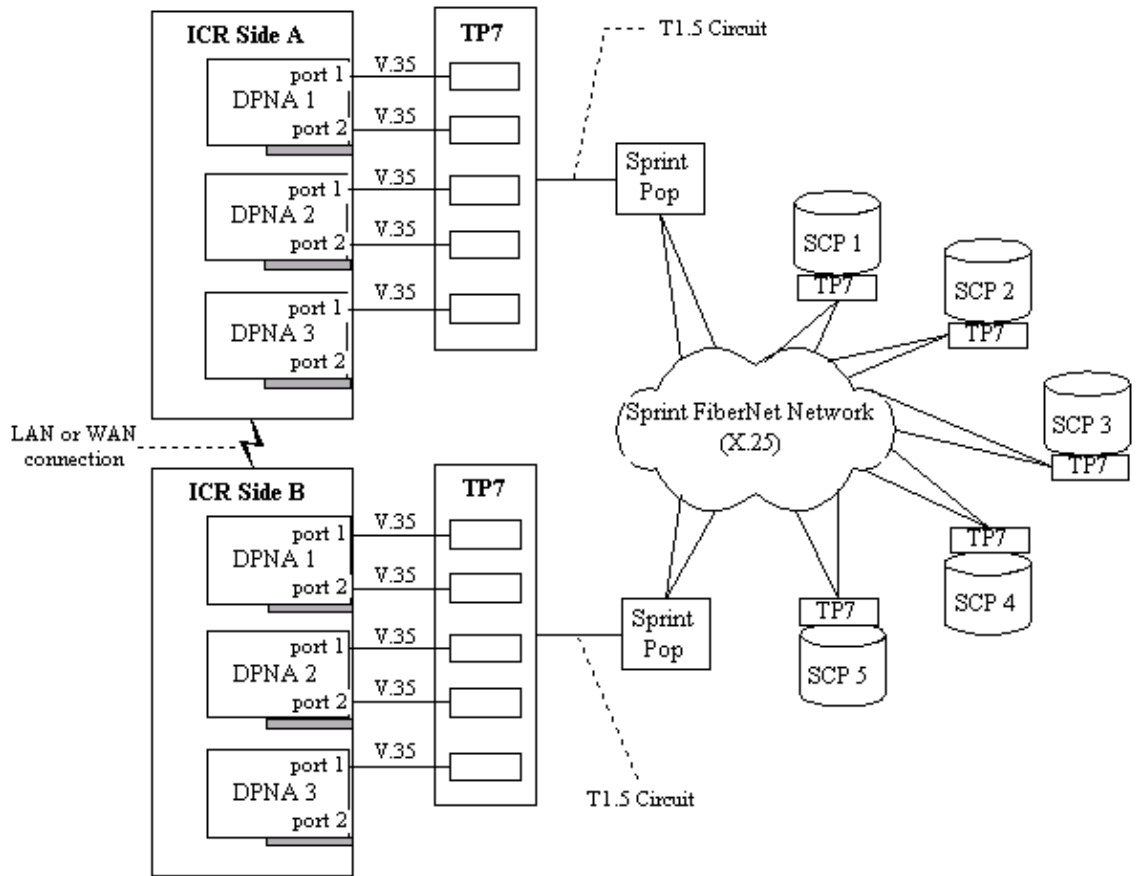 ICR Side A
TP7
T1.5 Circuit
port 1
V.35
DPNA 1
port 2
V.35
port 1
V.35
DPNA 2
port 2
V.35
port 1
V.35
DPNA 3
port 2
Sprint
Pop
SCP 1
TP7
SCP 2
TP7
SCP 3
TP7
Sprint FiberNet Network
(X.25)
LAN or WAN
connection
ICR Side B
TP7
port 1
V.35
DPNA 1
port 2
V.35
port 1
V.35
DPNA 2
port 2
V.35
port 1
V.35
DPNA 3
port 2
Sprint
Pop
TP7
SCP 4
TP7
SCP 5
T1.5 Circuit